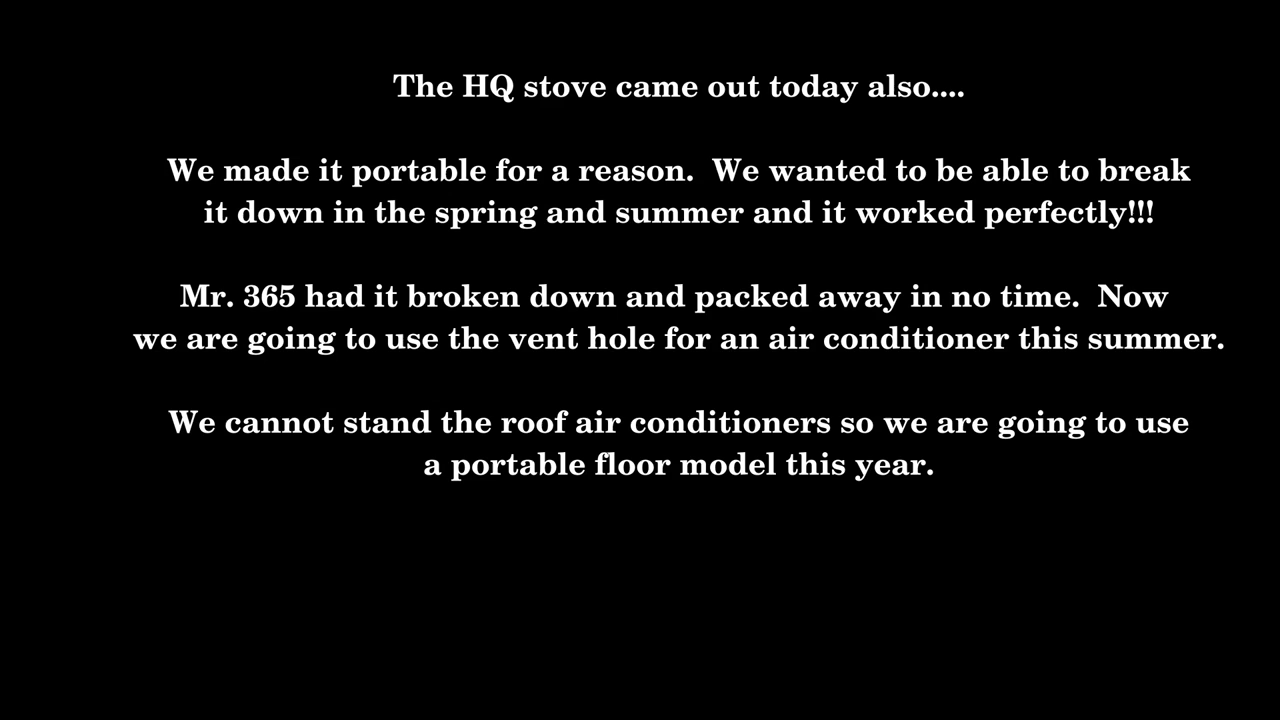 The HQ stove came out today also....
We made it portable for a reason.  We wanted to be able to break
it down in the spring and summer and it worked perfectly!!!
Mr. 365 had it broken down and packed away in no time.  Now
we are going to use the vent hole for an air conditioner this summer.
We cannot stand the roof air conditioners so we are going to use
a portable floor model this year.